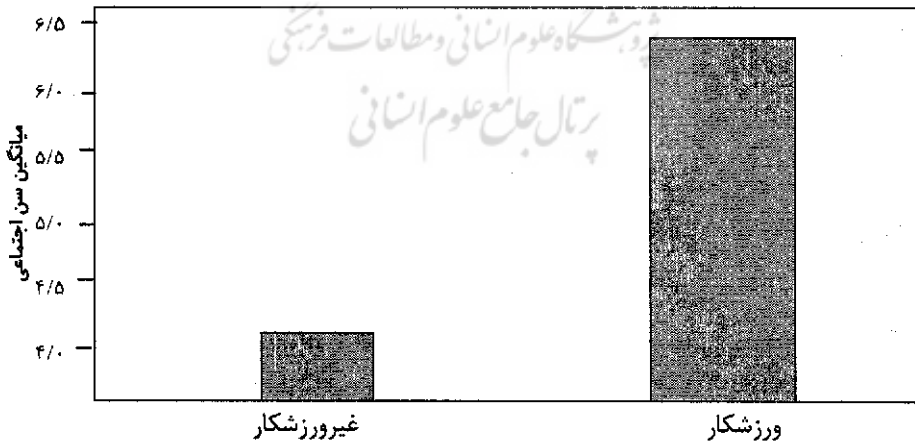 پژوهشگاه علوم انسانی و مطالعات فرهنگی
پرتال جامع علوم انسانی
میانگین سن اجتماعی
۶/۵
۶/۰
۵/۵
۵/۰
۴/۵
۴/۰
غیرورزشکار
ورزشکار